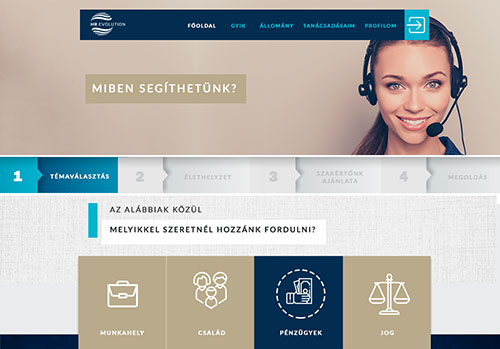 HR EVOLUTION
FŐOLDAL GYIK ÁLLOMÁNY TANÁCSADÁSAIM PROFILOM
MIBEN SEGÍTHETÜNK?
1 TÉMAVÁLASZTÁS 2 ÉLETHELYZET 3 SZAKÉRTŐNK AJÁNLATA 4 MEGOLDÁS
AZ ALÁBBIAK KÖZÜL
MELYIKKEL SZERETNÉL HOZZÁNK FORDULNI?
MUNKAHELY CSALÁD PÉNZÜGYEK JOG